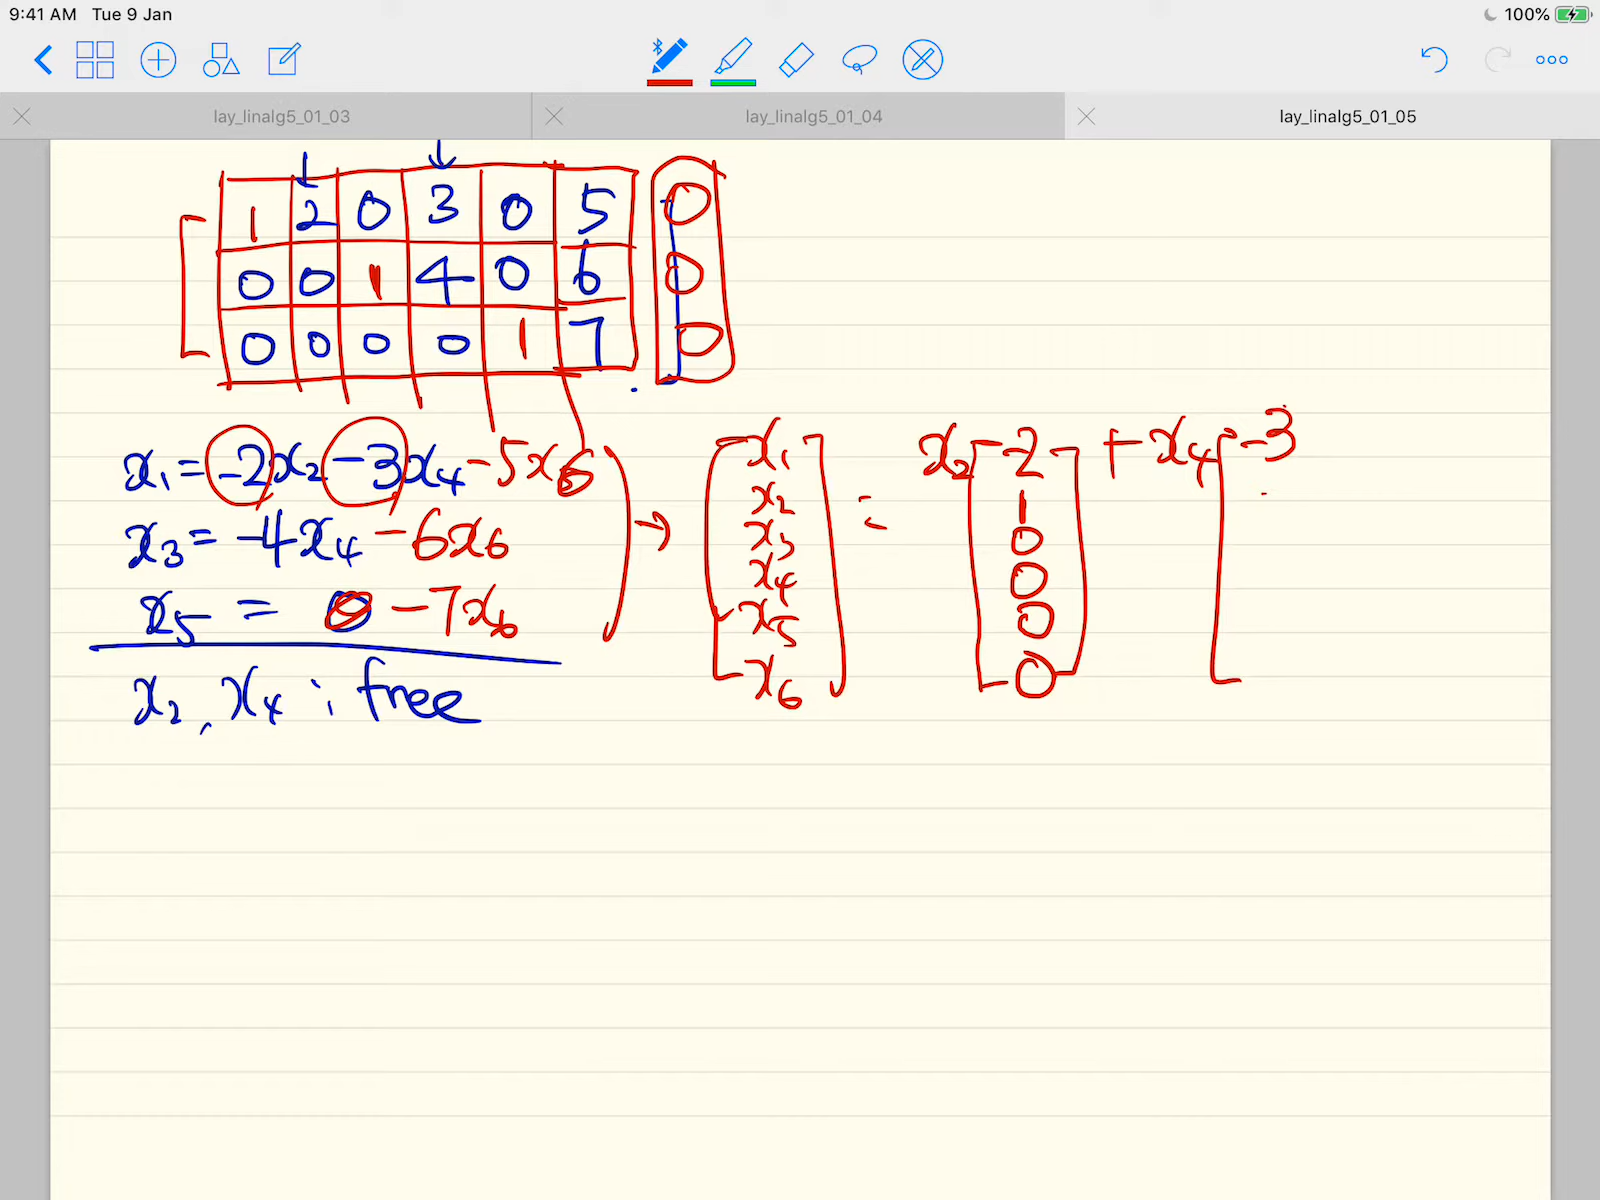 9:41 AM Tue 9 Jan
100%
lay_linalg5_01_03
lay_linalg5_01_04
lay_linalg5_01_05
1 2 0 3 0 5 0
0 0 1 4 0 6 0
0 0 0 0 1 7 0
x₁ = -2x₂ -3x₄ -5x₆
x₃ = -4x₄ -6x₆
x₅ = 0 -7x₆
x₂, x₄ : free
→
x₁
x₂
x₃
x₄
x₅
x₆
=
x₂
-2
1
0
0
0
0
+ x₄
-3